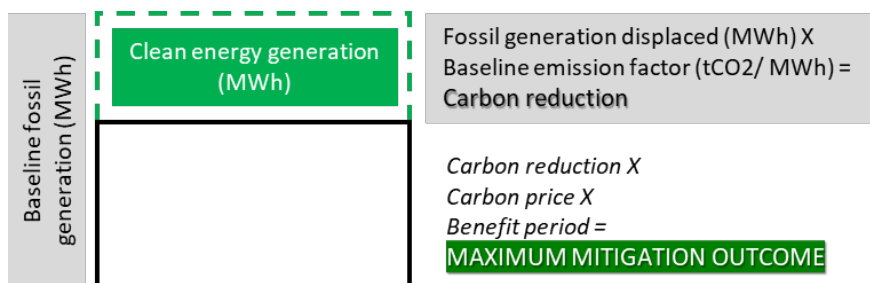 Baseline fossil
generation (MWh)
Clean energy generation
(MWh)
Fossil generation displaced (MWh) X
Baseline emission factor (tCO2/ MWh) =
Carbon reduction
Carbon reduction X
Carbon price X
Benefit period =
MAXIMUM MITIGATION OUTCOME